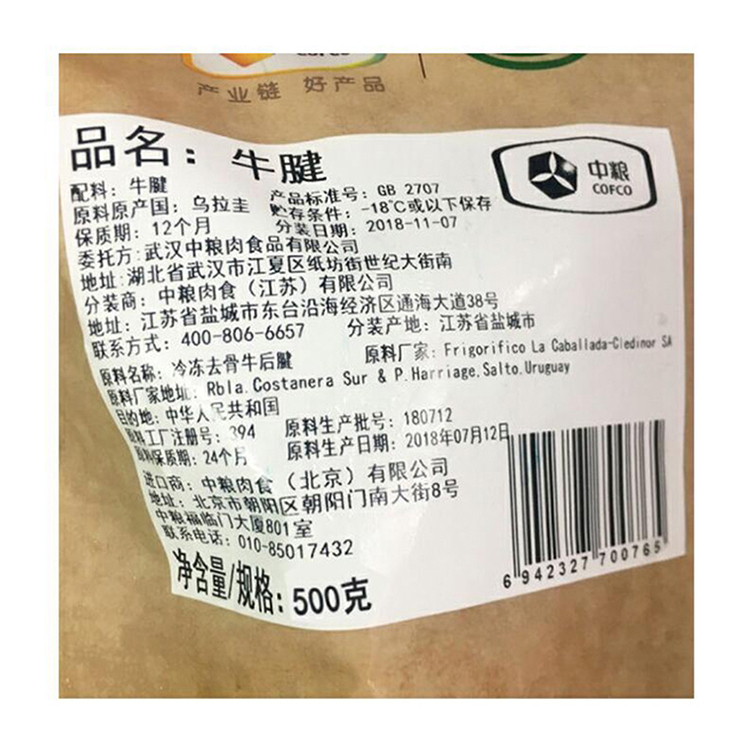 产业链 好产品
品名：牛腱
中粮
COFCO
配料：牛腱 产品标准号：GB 2707
原料原产国：乌拉圭 贮存条件：-18℃或以下保存
保质期：12个月 分装日期：2018-11-07
委托方：武汉中粮肉食品有限公司
地址：湖北省武汉市江夏区纸坊街世纪大街南
分装商：中粮肉食（江苏）有限公司
地址：江苏省盐城市东台沿海经济区通海大道38号
联系方式：400-806-6657 分装产地：江苏省盐城市
原料名称：冷冻去骨牛后腱 原料厂家：Frigorifico La Caballada-Cledinor SA
原料厂家地址：Rbla.Costanera Sur & P.Harriage.Salto.Uruguay
目的地：中华人民共和国
原料工厂注册号：394 原料生产批号：180712
原料保质期：24个月 原料生产日期：2018年07月12日
进口商：中粮肉食（北京）有限公司
地址：北京市朝阳区朝阳门南大街8号
中粮福临门大厦801室
联系电话：010-85017432
净含量/规格：500克
6 942327 700765